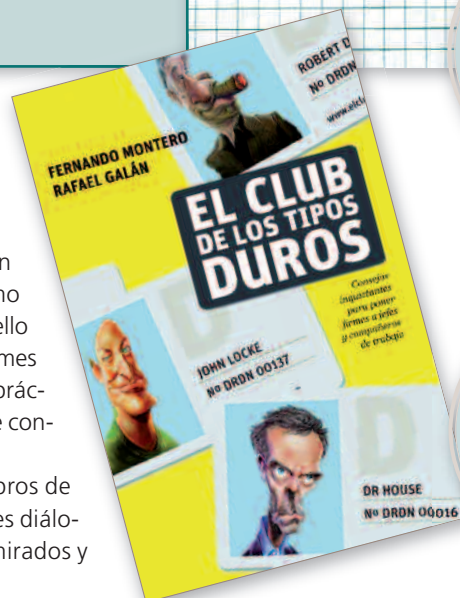 ROBERT D
Nº DRDN
FERNANDO MONTERO
RAFAEL GALÁN
EL CLUB
DE LOS TIPOS
DUROS
Consejos
inquietantes
para poner
firmes a jefes
y compañeros
de trabajo
JOHN LOCKE
Nº DRDN 00137
DR HOUSE
Nº DRDN 00016
n
no
ello
mes
prác-
e con-
bros de
es diálo-
nirados y